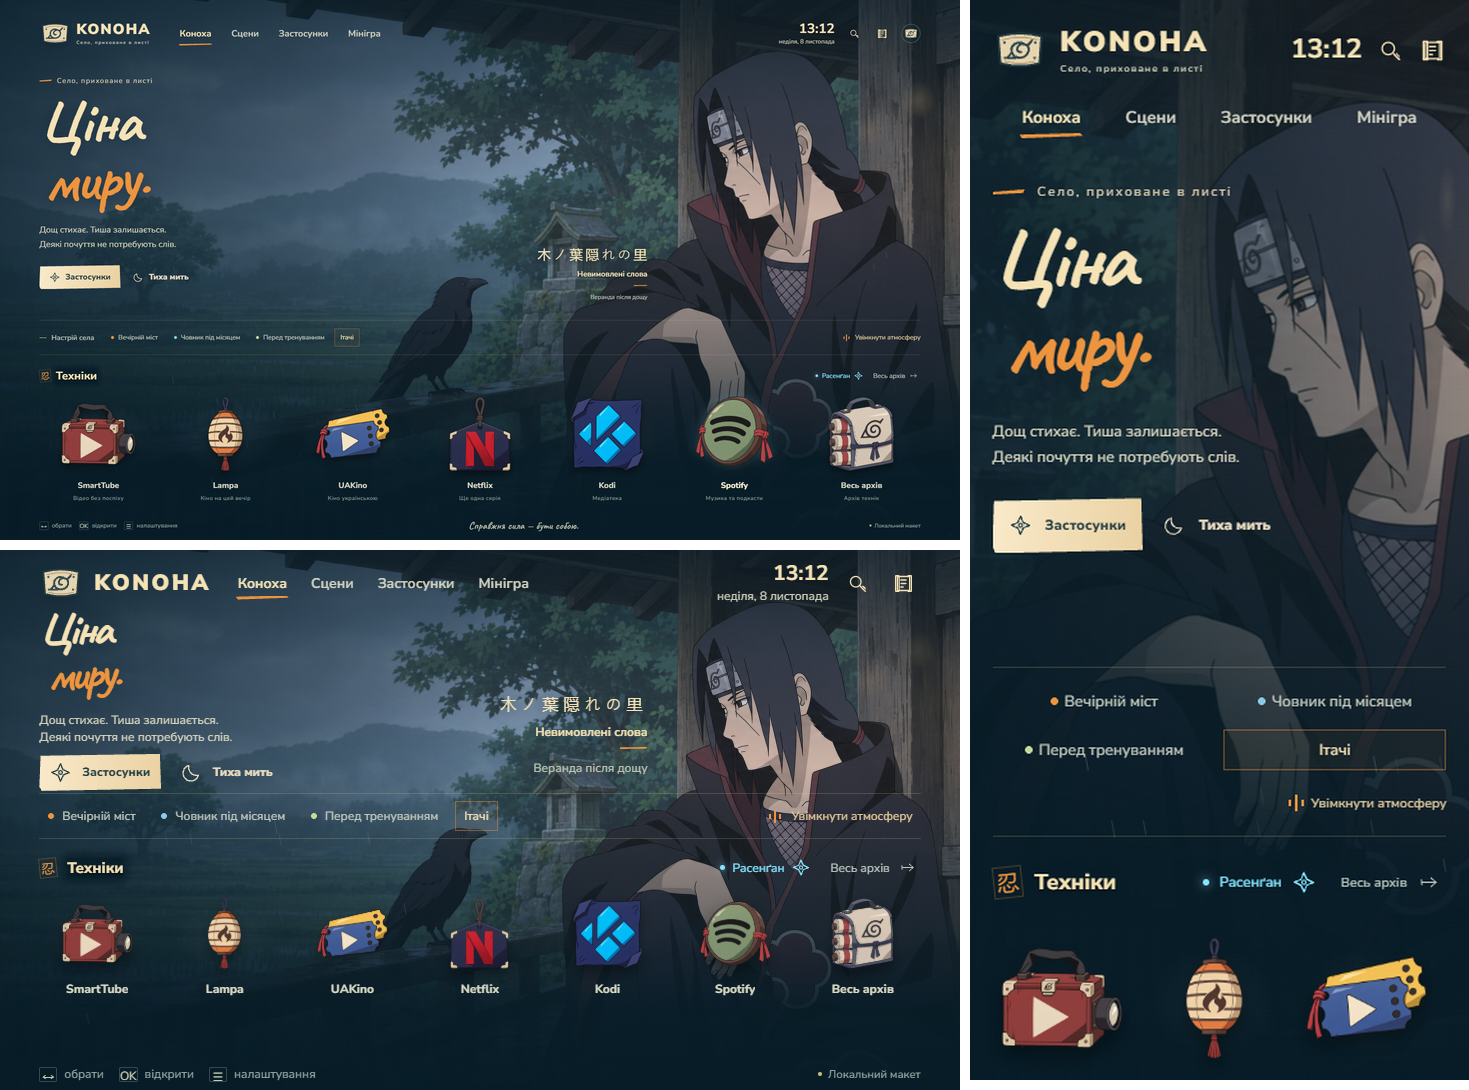 KONOHA
Село, приховане в листі
Коноха Сцени Застосунки Мінігра
13:12
неділя, 8 листопада
Село, приховане в листі
Ціна
миру.
Дощ стихає. Тиша залишається.
Деякі почуття не потребують слів.
Застосунки Тиха мить
木ノ葉隠れの里
Невимовлені слова
Веранда після дощу
Настрій села Вечірній міст Човник під місяцем Перед тренуванням Ітачі Увімкнути атмосферу
忍 Техніки Расенґан Весь архів
N
SmartTube Lampa UAKino Netflix Kodi Spotify Весь архів
Відео без поспіху Кіно на цей вечір Кіно українською Ще одна серія Медіатека Музика та подкасти Архів технік
обрати OK відкрити налаштування Справжня сила — бути собою. Локальний макет
KONOHA Коноха Сцени Застосунки Мінігра
13:12
неділя, 8 листопада
Ціна
миру.
Дощ стихає. Тиша залишається.
Деякі почуття не потребують слів.
Застосунки Тиха мить
木ノ葉隠れの里
Невимовлені слова
Веранда після дощу
Вечірній міст Човник під місяцем Перед тренуванням Ітачі Увімкнути атмосферу
忍 Техніки Расенґан Весь архів
N
SmartTube Lampa UAKino Netflix Kodi Spotify Весь архів
обрати OK відкрити налаштування Локальний макет
KONOHA
Село, приховане в листі
13:12
Коноха Сцени Застосунки Мінігра
Село, приховане в листі
Ціна
миру.
Дощ стихає. Тиша залишається.
Деякі почуття не потребують слів.
Застосунки Тиха мить
Вечірній міст Човник під місяцем
Перед тренуванням Ітачі
Увімкнути атмосферу
忍 Техніки Расенґан Весь архів